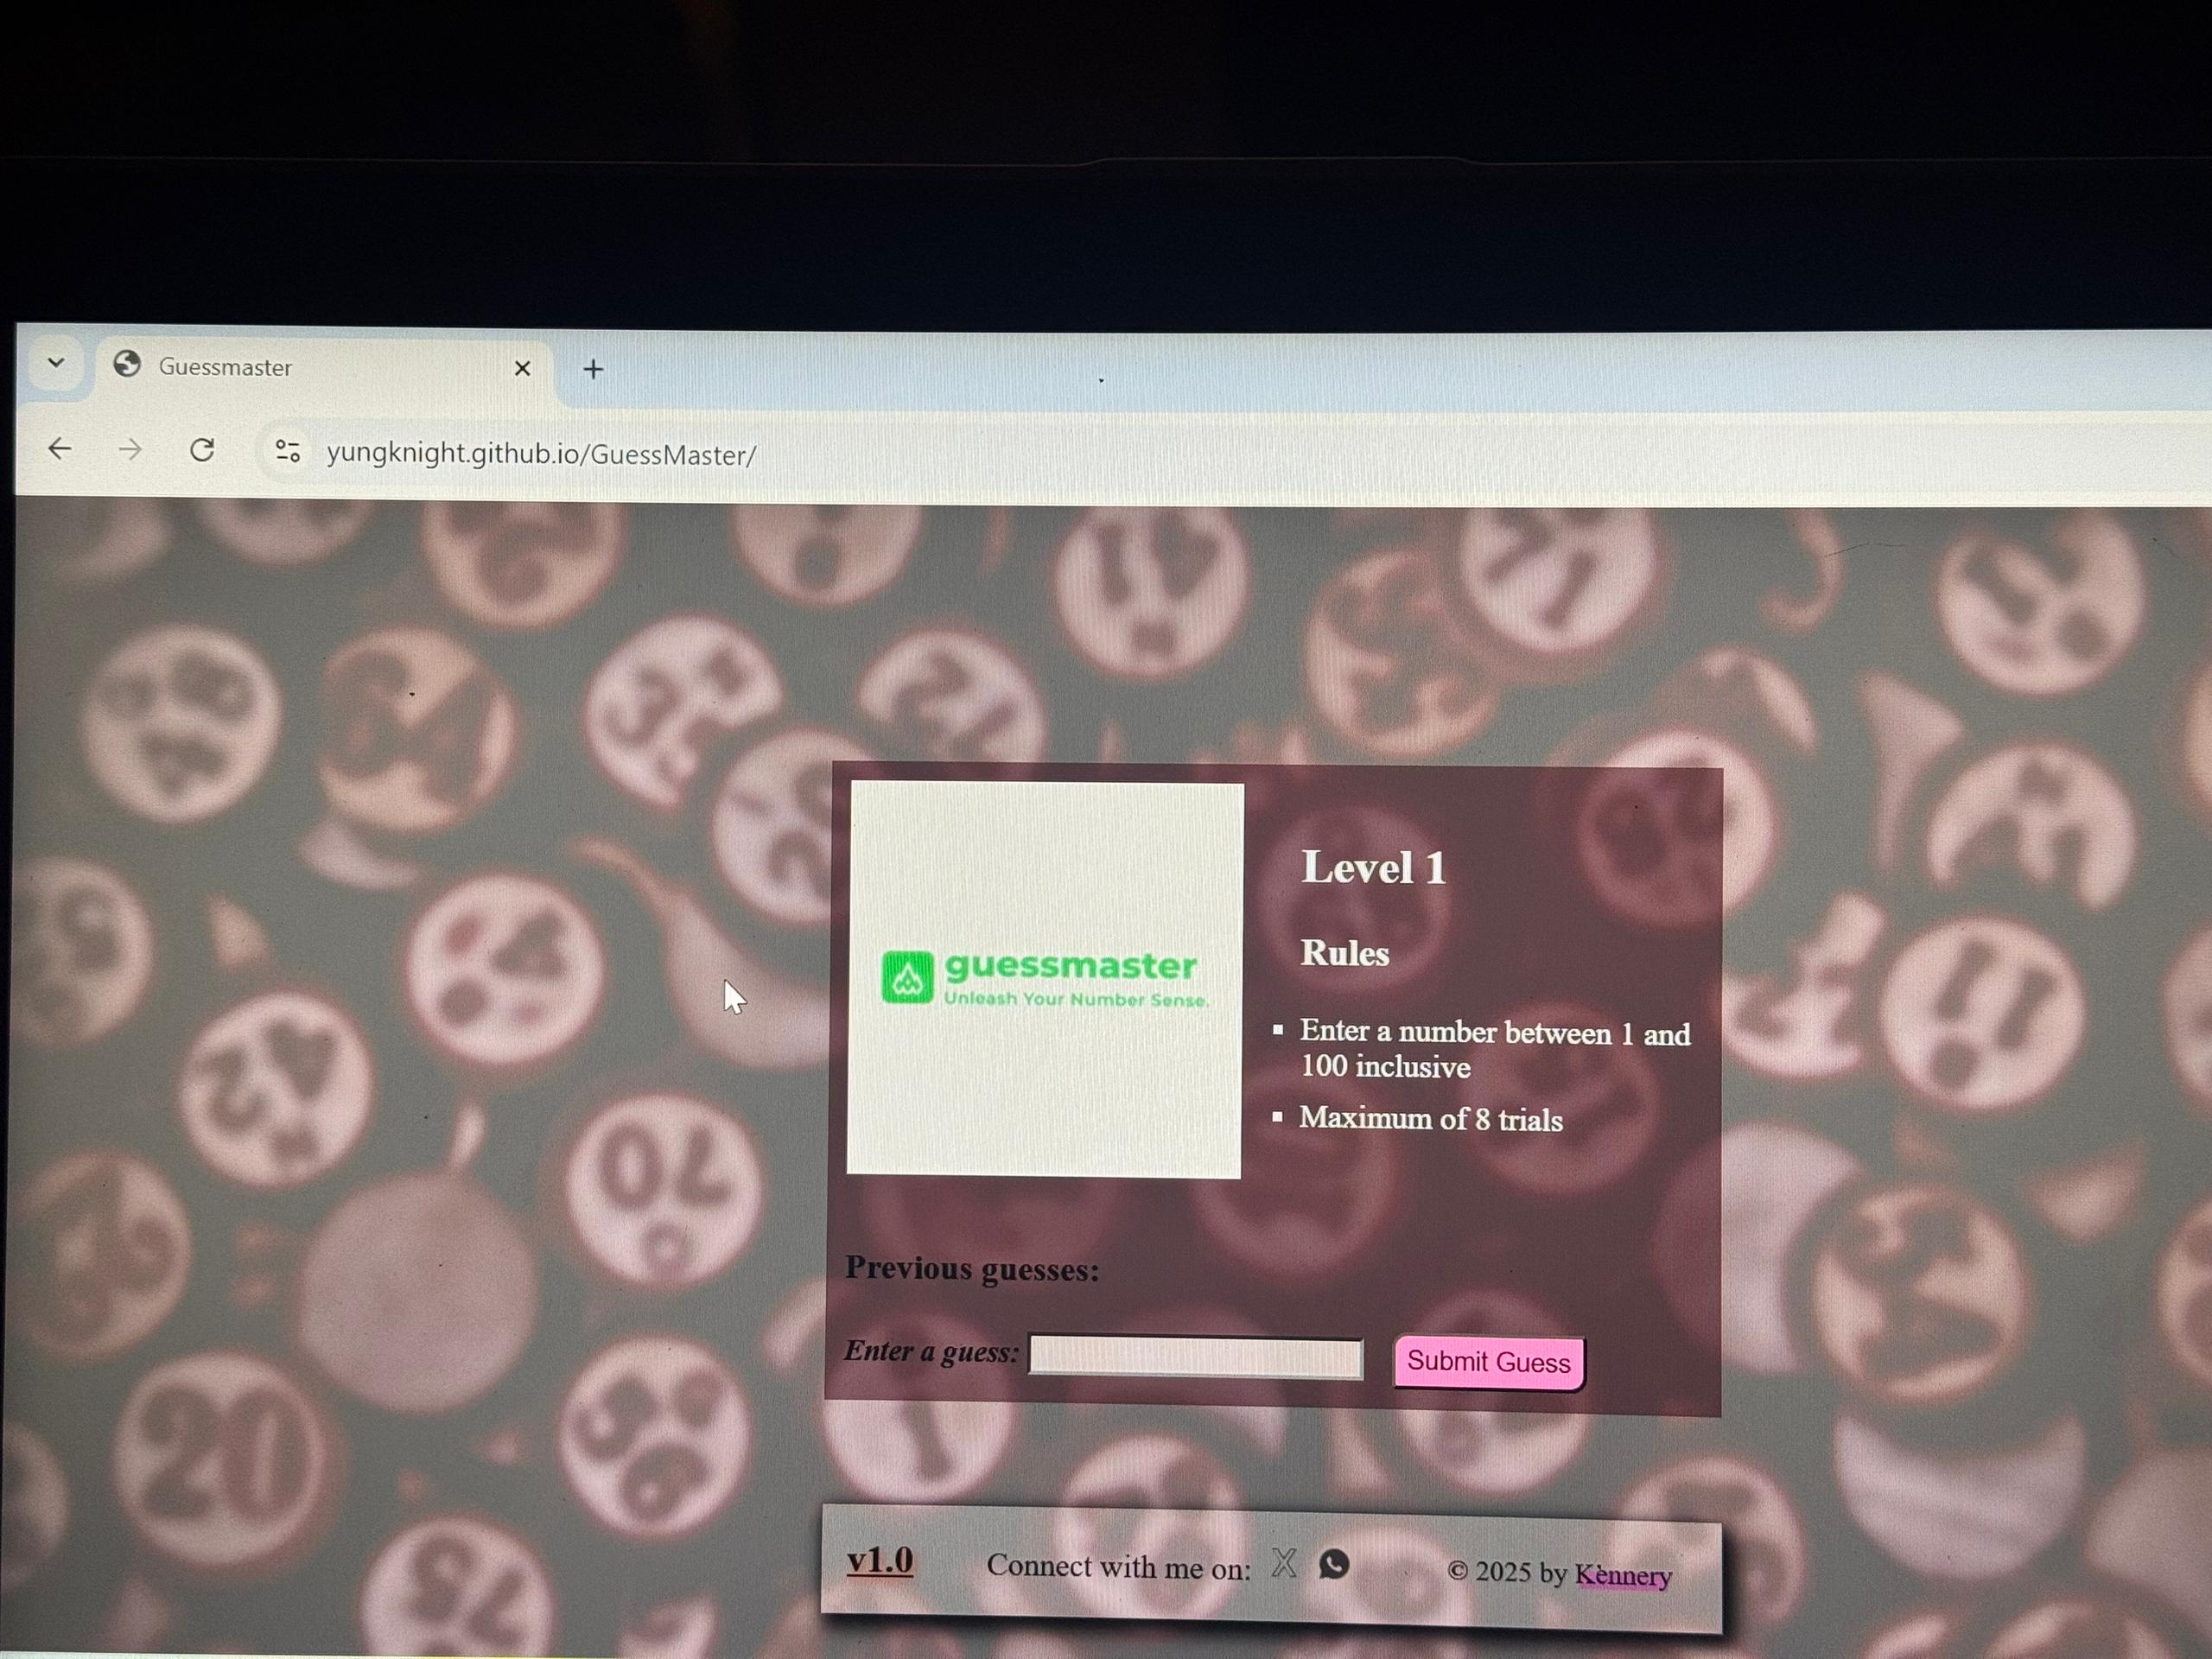 Guessmaster
yungknight.github.io/GuessMaster/
guessmaster
Unleash Your Number Sense.
Level 1
Rules
Enter a number between 1 and
100 inclusive
Maximum of 8 trials
Previous guesses:
Enter a guess:
Submit Guess
v1.0
Connect with me on:
© 2025 by Kènnery
20